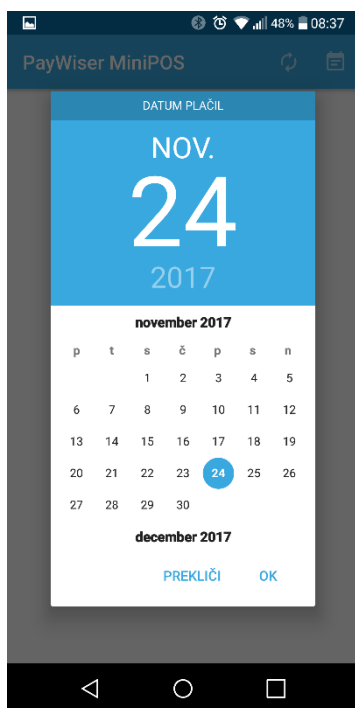 48% 08:37
PayWiser MiniPOS
DATUM PLAČIL
NOV.
24
2017
november 2017
p t s č p s n
1 2 3 4 5
6 7 8 9 10 11 12
13 14 15 16 17 18 19
20 21 22 23 24 25 26
27 28 29 30
december 2017
PREKLIČI OK